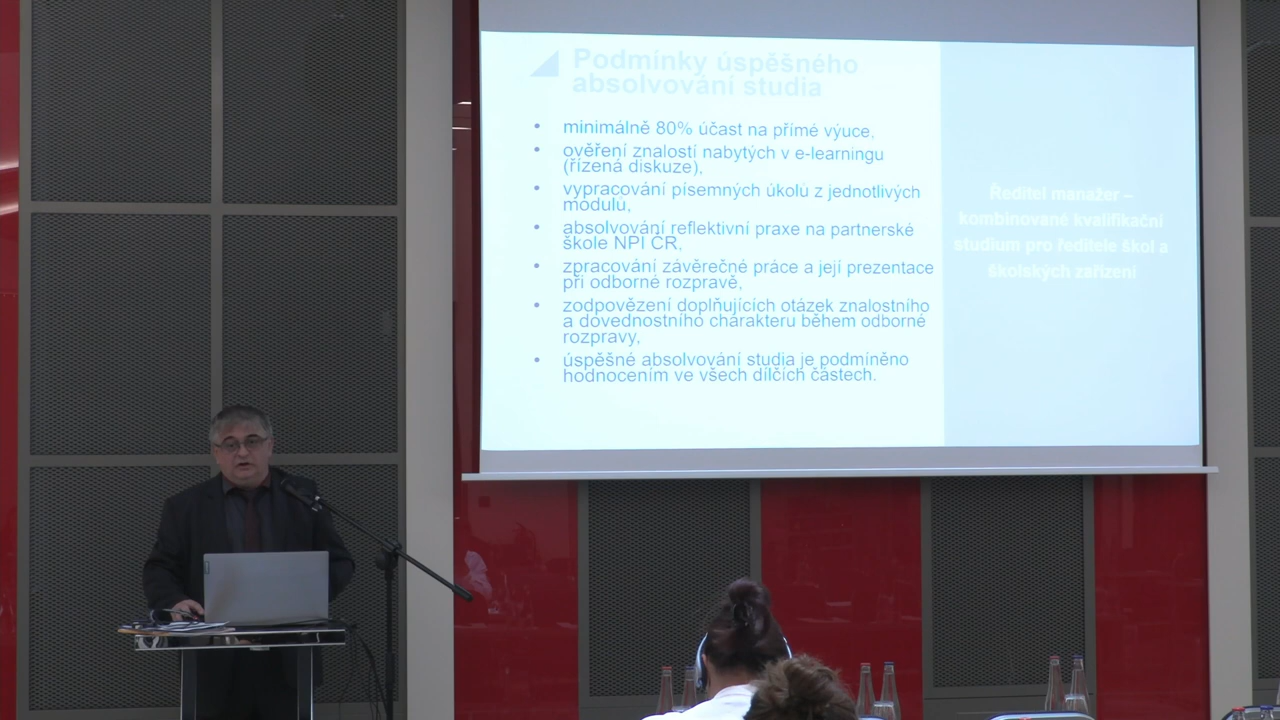 Podmínky úspěšného
absolvování studia
• minimálně 80% účast na přímé výuce,
• ověření znalostí nabytých v e-learningu
(řízená diskuze),
• vypracování písemných úkolů z jednotlivých
modulů,
• absolvování reflektivní praxe na partnerské
škole NPI ČR,
• zpracování závěrečné práce a její prezentace
při odborné rozpravě,
• zodpovězení doplňujících otázek znalostního
a dovednostního charakteru během odborné
rozpravy,
• úspěšné absolvování studia je podmíněno
hodnocením ve všech dílčích částech.
Ředitel manažer –
kombinované kvalifikační
studium pro ředitele škol a
školských zařízení